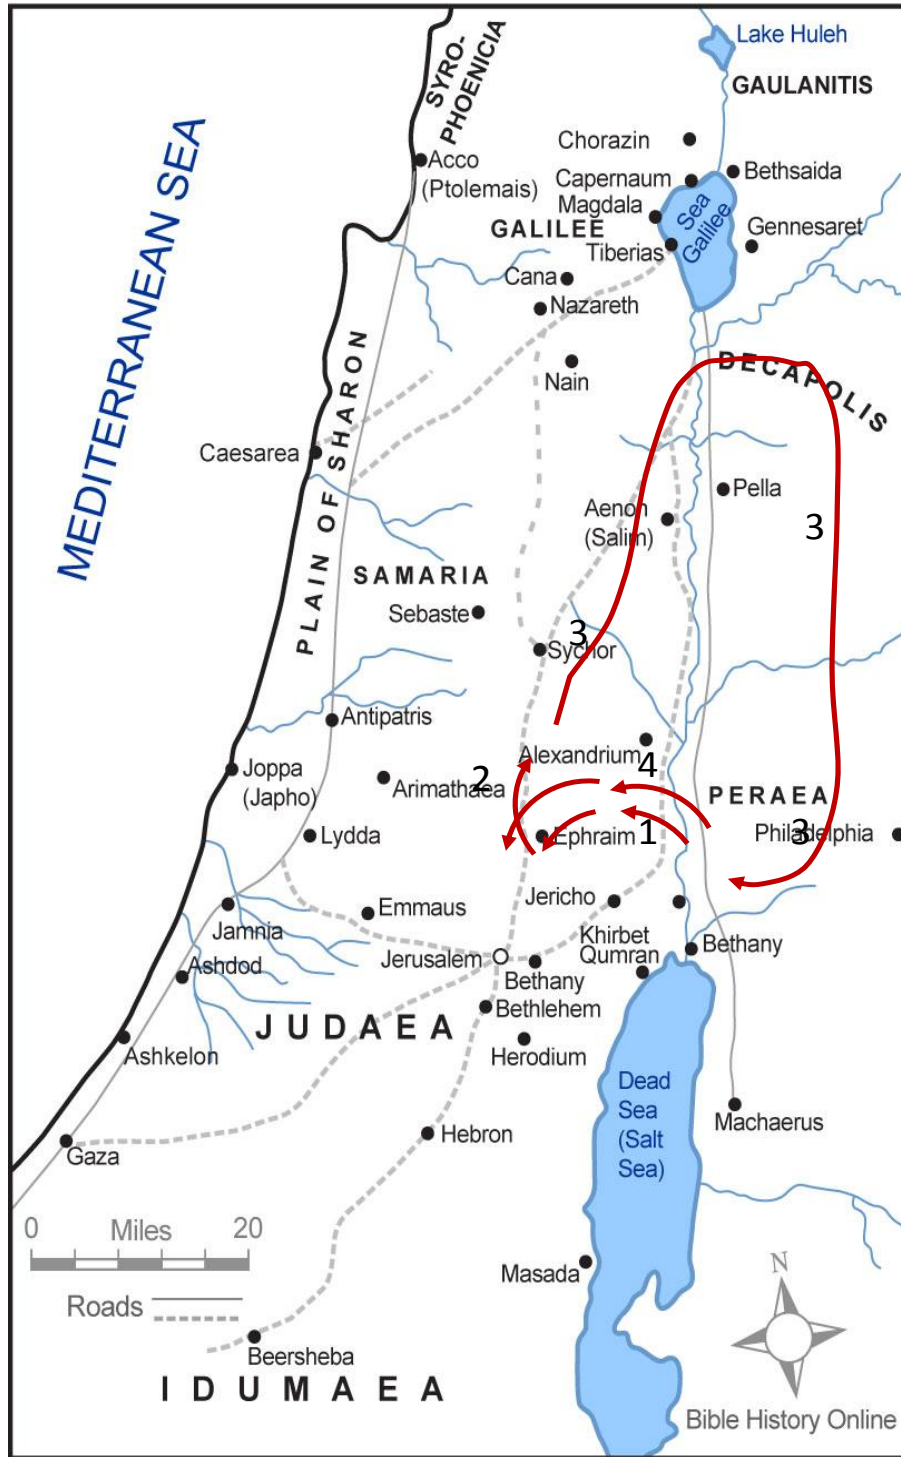 Lake Huleh
SYRO-
PHOENICIA
GAULANITIS
MEDITERRANEAN SEA
Chorazin
Acco
(Ptolemais)
Capernaum
Bethsaida
Magdala
Sea
Galilee
GALILEE
Gennesaret
Tiberias
Cana
Nazareth
DECAPOLIS
Nain
PLAIN OF SHARON
Caesarea
Pella
Aenon
(Salim)
3
SAMARIA
Sebaste
3
Sychor
Antipatris
Alexandrium
4
2
Joppa
(Japho)
Arimathaea
PERAEA
Lydda
Ephraim
1
Philadelphia
3
Emmaus
Jericho
Jamnia
Khirbet
Qumran
Bethany
Jerusalem
Bethany
Ashdod
Bethlehem
JUDAEA
Herodium
Ashkelon
Dead
Sea
(Salt
Sea)
Machaerus
Hebron
Gaza
0 Miles 20
Masada
N
Roads
Beersheba
IDUMAEA
Bible History Online